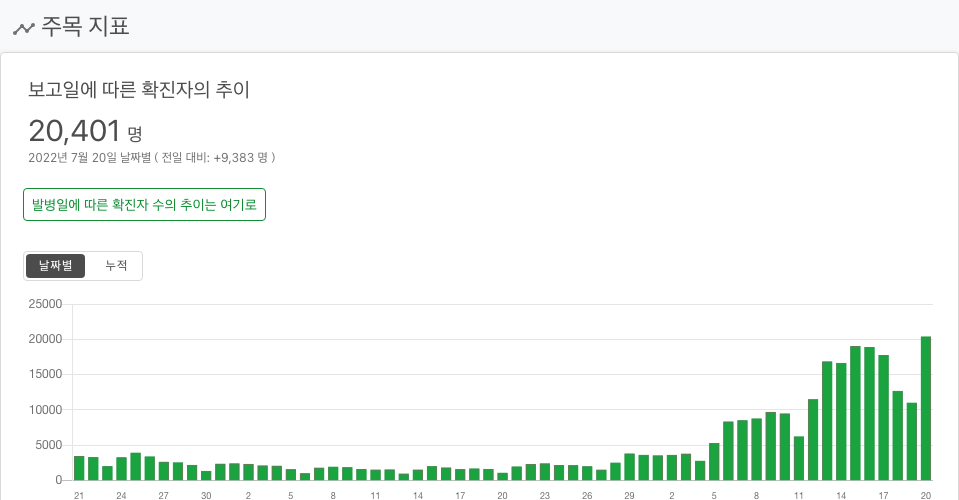 주목 지표
보고일에 따른 확진자의 추이
20,401 명
2022년 7월 20일 날짜별 ( 전일 대비: +9,383 명 )
발병일에 따른 확진자 수의 추이는 여기로
날짜별 누적
25000
20000
15000
10000
5000
0
21 24 27 30 2 5 8 11 14 17 20 23 26 29 2 5 8 11 14 17 20